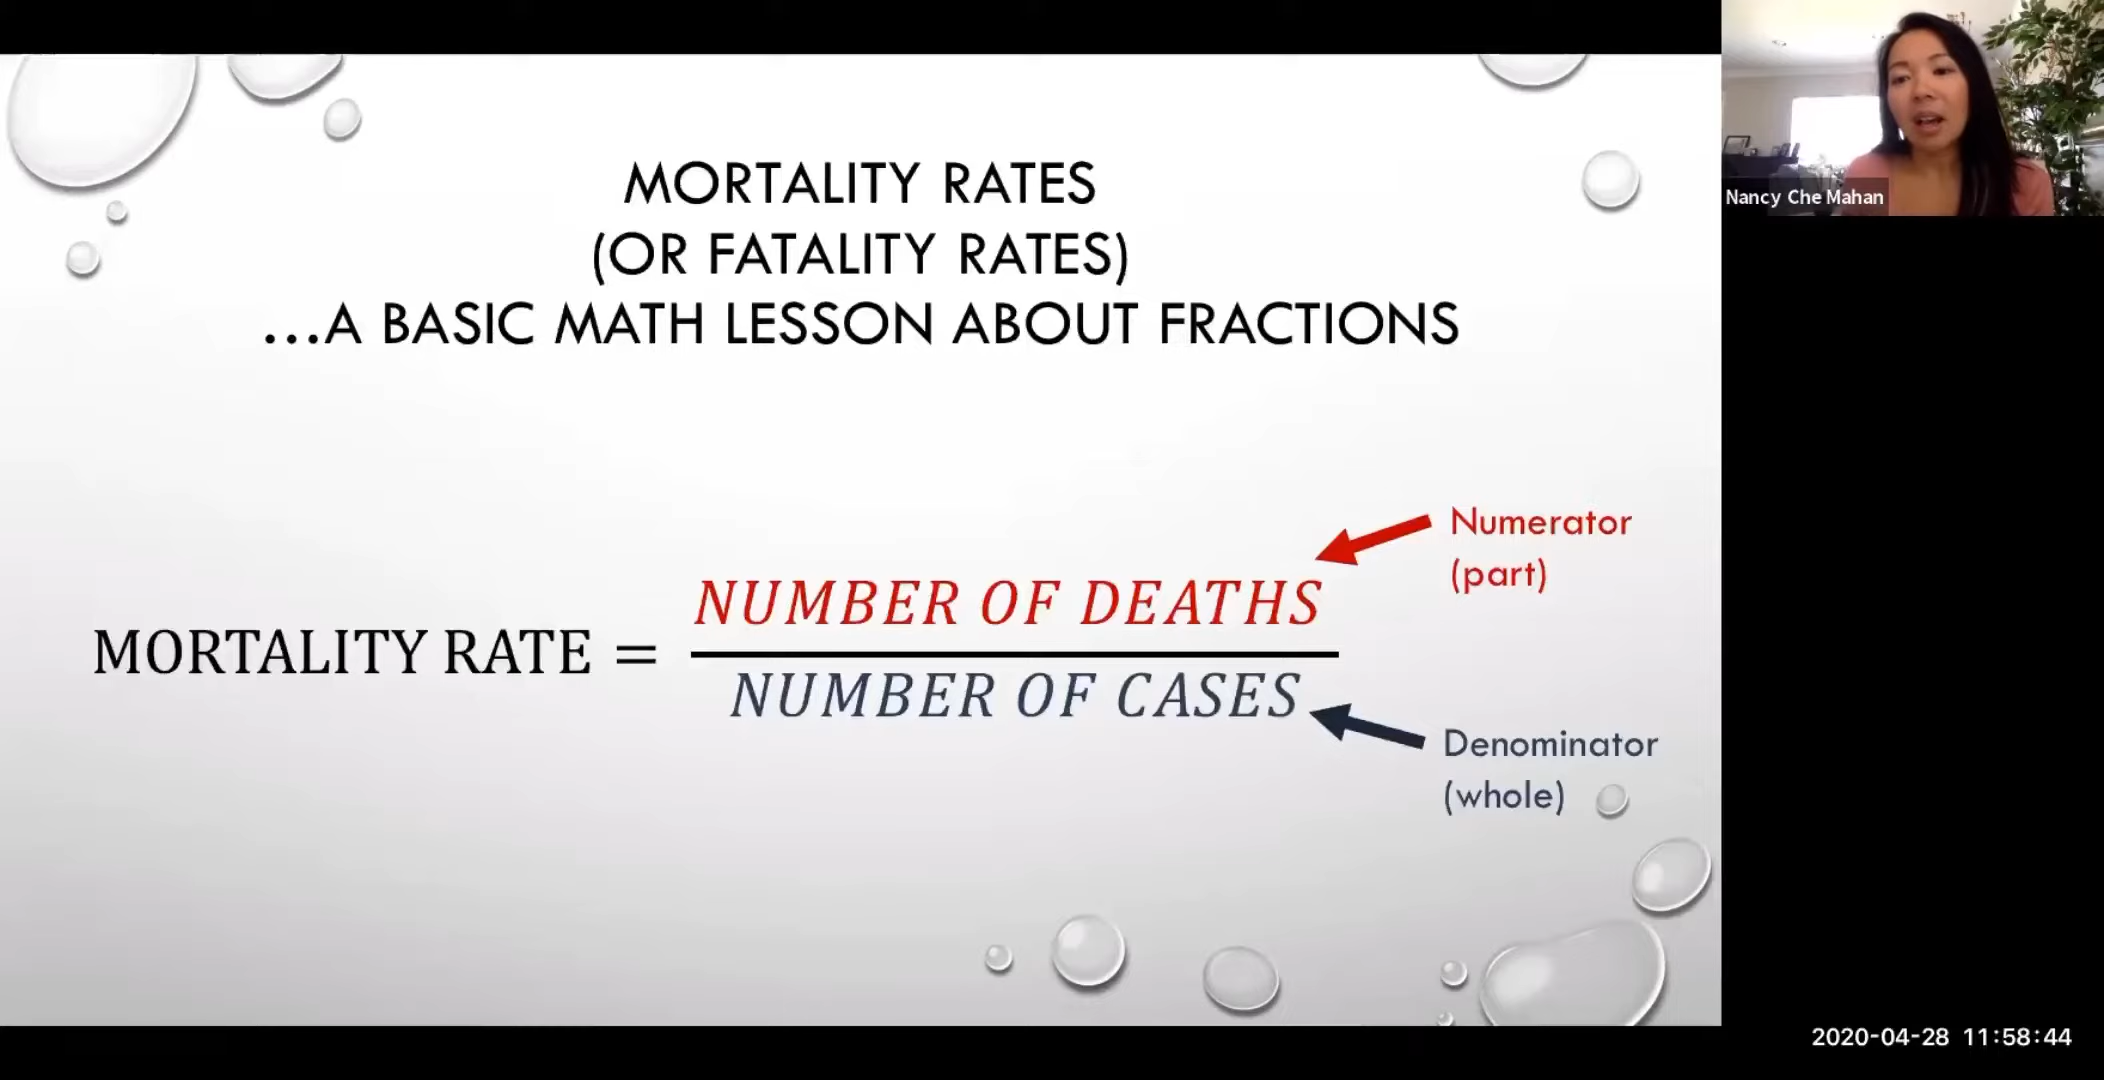 MORTALITY RATES
(OR FATALITY RATES)
...A BASIC MATH LESSON ABOUT FRACTIONS
Nancy Che Mahan
Numerator
(part)
NUMBER OF DEATHS
MORTALITY RATE =
NUMBER OF CASES
Denominator
(whole)
2020-04-28 11:58:44